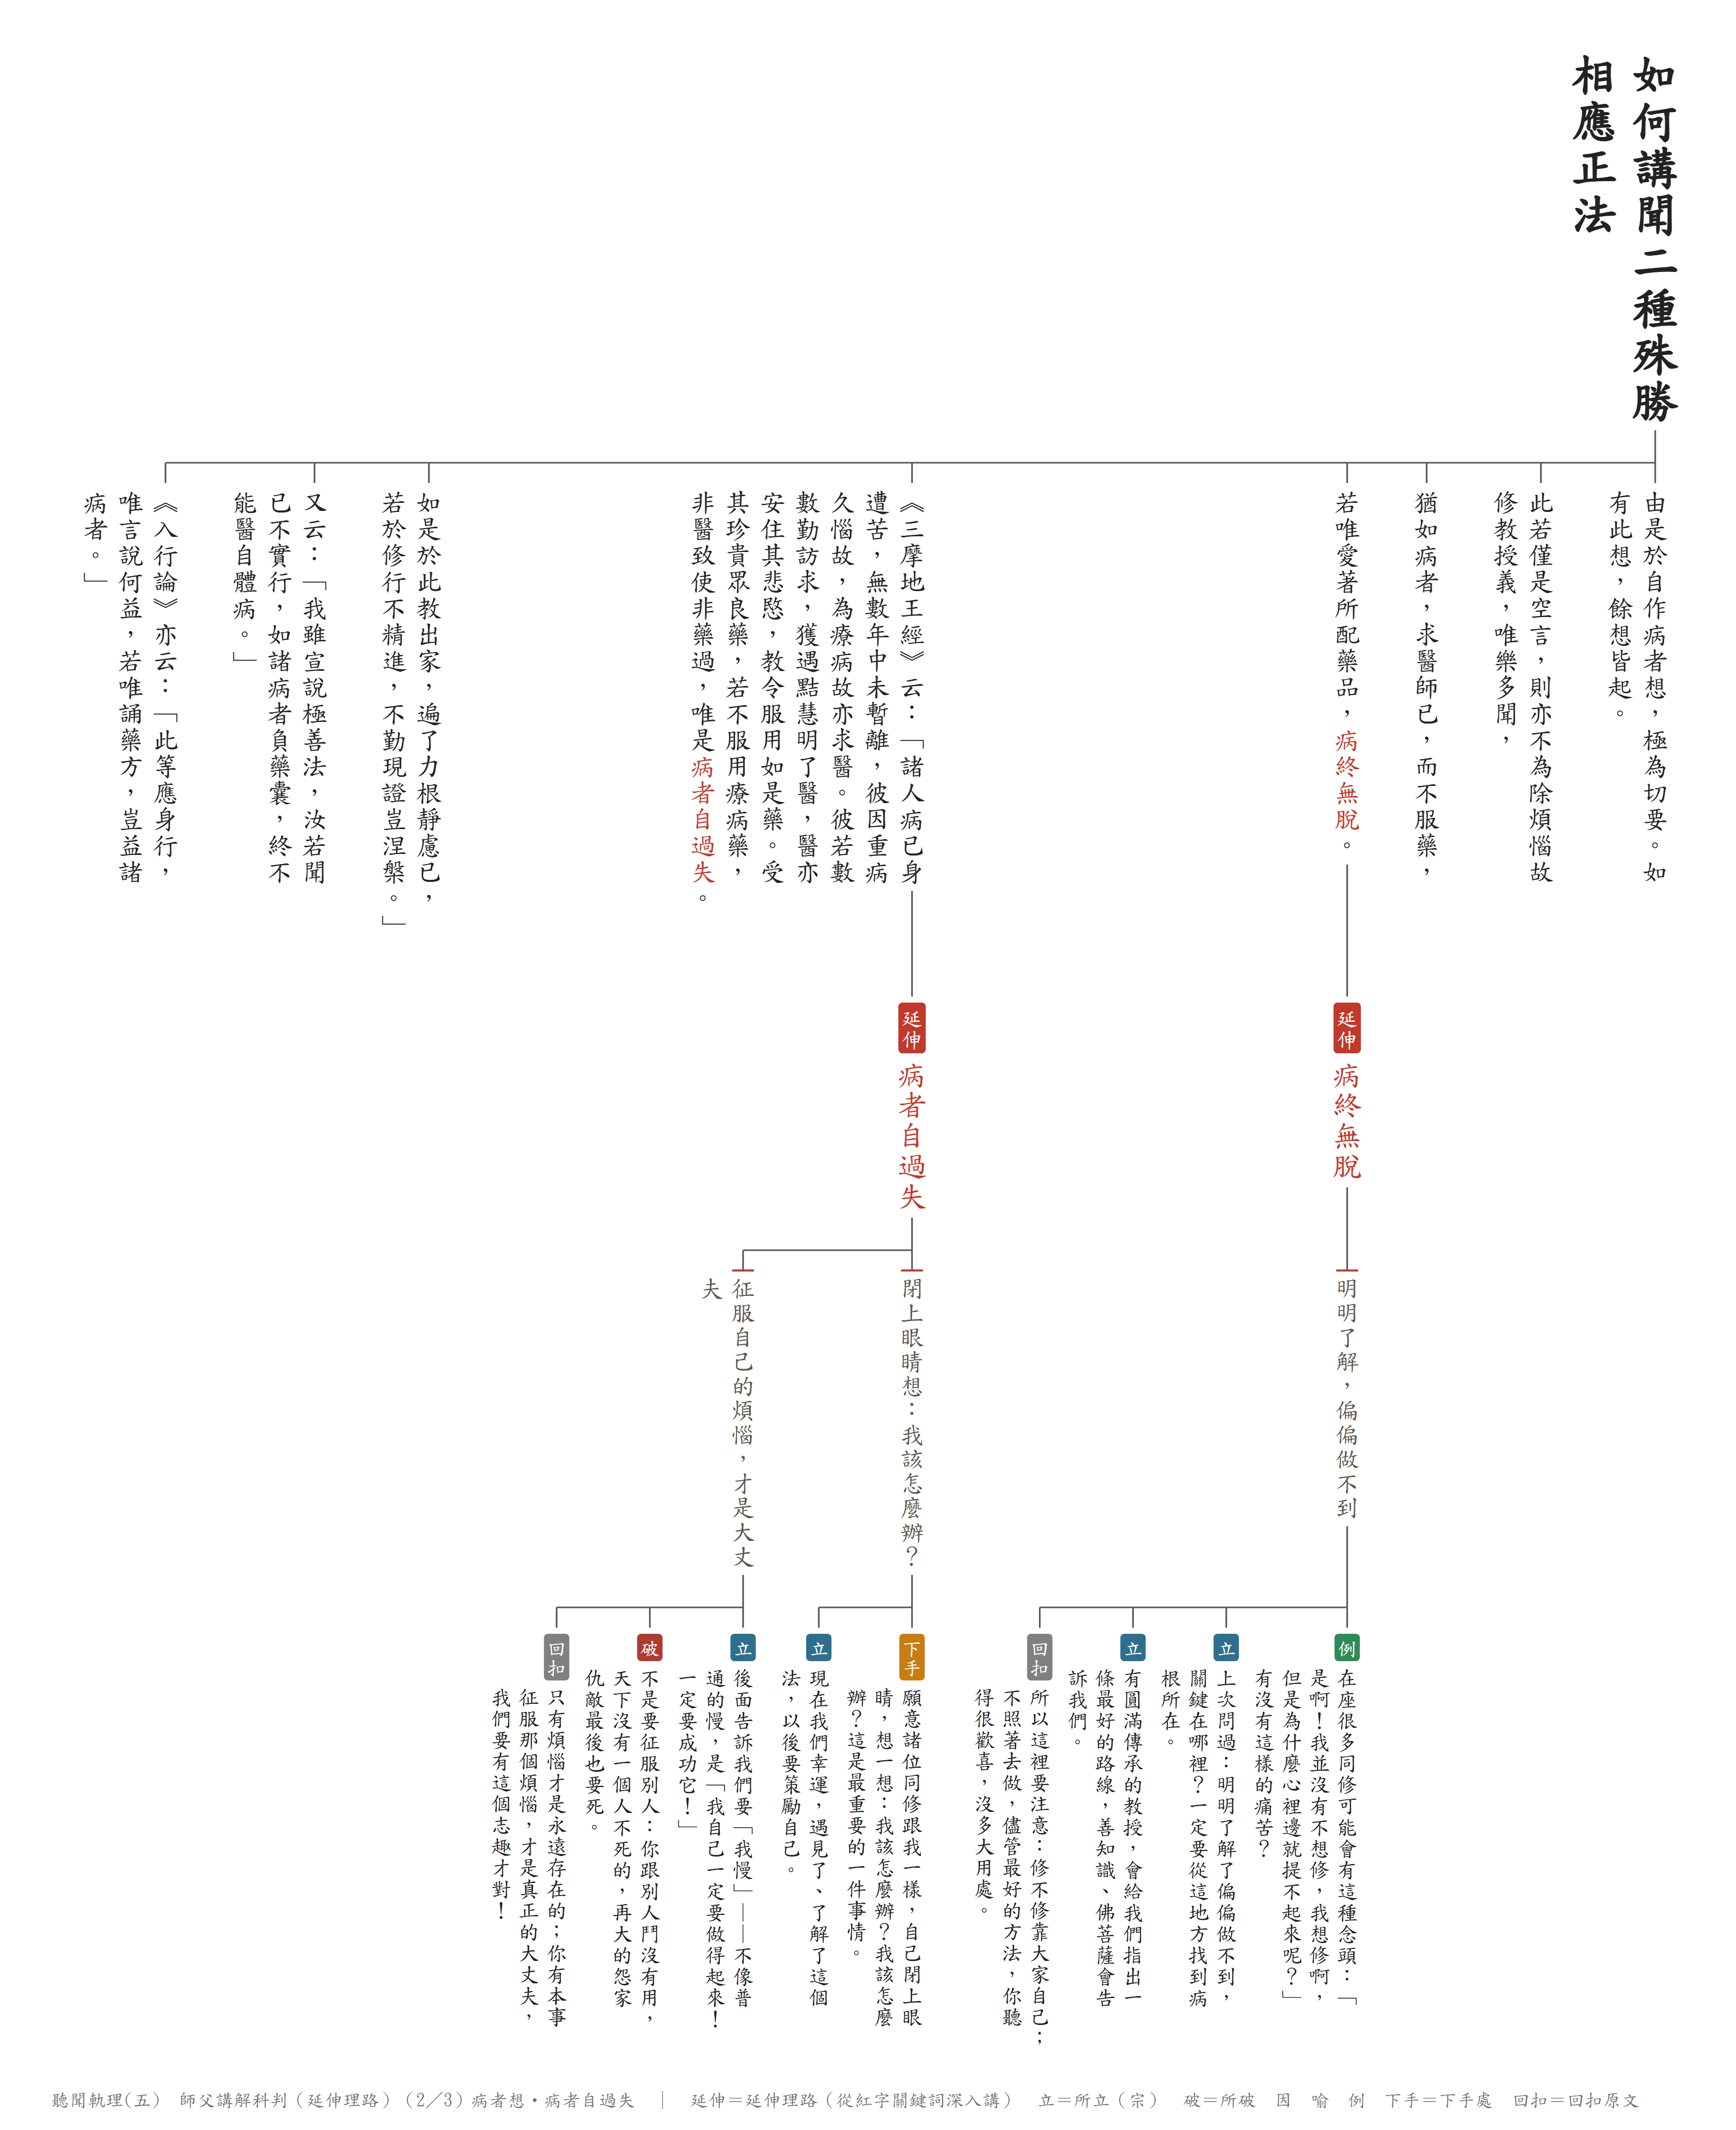 如何講聞二種殊勝
相應正法
由是於自作病者想，極為切要。如
有此想，餘想皆起。
此若僅是空言，則亦不為除煩惱故
修教授義，唯樂多聞，
猶如病者，求醫師已，而不服藥，
若唯愛著所配藥品，病終無脫。
《三摩地王經》云：「諸人病已身
遭苦，無數年中未暫離，彼因重病
久惱故，為療病故亦求醫。彼若數
數勤訪求，獲遇黠慧明了醫，醫亦
安住其悲愍，教令服用如是藥。受
其珍貴眾良藥，若不服用療病藥，
非醫致使非藥過，唯是病者自過失。
如是於此教出家，遍了力根靜慮已，
若於修行不精進，不勤現證豈涅槃。」
又云：「我雖宣說極善法，汝若聞
已不實行，如諸病者負藥囊，終不
能醫自體病。」
《入行論》亦云：「此等應身行，
唯言說何益，若唯誦藥方，豈益諸
病者。」
延伸
病終無脫
明明了解，偏偏做不到
例
在座很多同修可能會有這種念頭：「
是啊！我並沒有不想修，我想修啊，
但是為什麼心裡邊就提不起來呢？」
有沒有這樣的痛苦？
立
上次問過：明明了解了偏偏做不到，
關鍵在哪裡？一定要從這地方找到病
根所在。
立
有圓滿傳承的教授，會給我們指出一
條最好的路線，善知識、佛菩薩會告
訴我們。
回扣
所以這裡要注意：修不修靠大家自己；
不照著去做，儘管最好的方法，你聽
得很歡喜，沒多大用處。
延伸
病者自過失
閉上眼睛想：我該怎麼辦？
下手
願意諸位同修跟我一樣，自己閉上眼
睛，想一想：我該怎麼辦？我該怎麼
辦？這是最重要的一件事情。
立
現在我們幸運，遇見了、了解了這個
法，以後要策勵自己。
征服自己的煩惱，才是大丈
夫
立
後面告訴我們要「我慢」——不像普
通的慢，是「我自己一定要做得起來！
一定要成功它！」
破
不是要征服別人：你跟別人鬥沒有用，
天下沒有一個人不死的，再大的怨家
仇敵最後也要死。
回扣
只有煩惱才是永遠存在的；你有本事
征服那個煩惱，才是真正的大丈夫，
我們要有這個志趣才對！
聽聞軌理(五)　師父講解科判（延伸理路）（2／3）病者想・病者自過失　｜　延伸＝延伸理路（從紅字關鍵詞深入講）　立＝所立（宗）　破＝所破　因　喻　例　下手＝下手處　回扣＝回扣原文